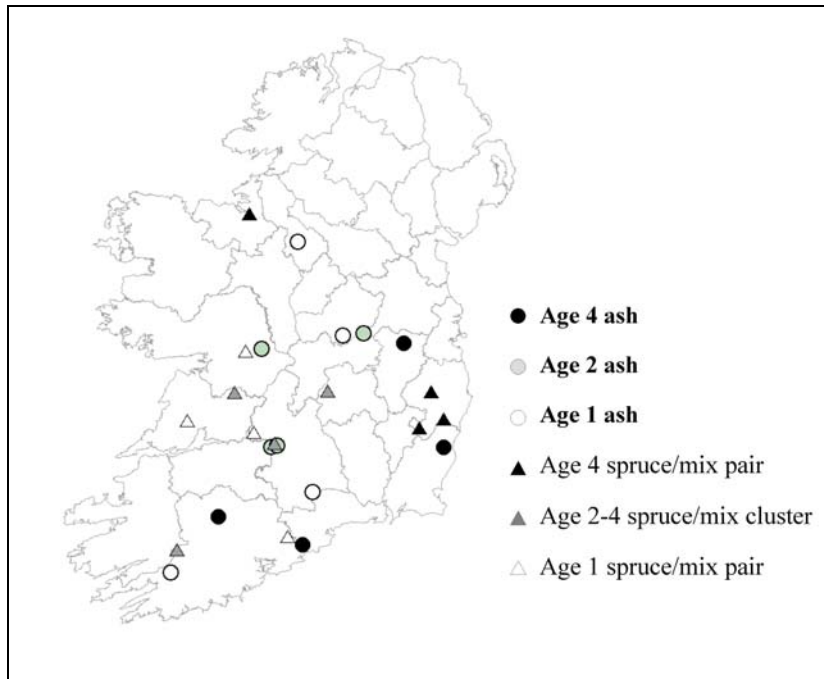 Age 4 ash
Age 2 ash
Age 1 ash
Age 4 spruce/mix pair
Age 2-4 spruce/mix cluster
Age 1 spruce/mix pair